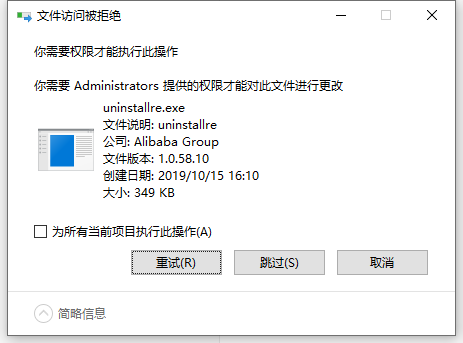 文件访问被拒绝
你需要权限才能执行此操作
你需要 Administrators 提供的权限才能对此文件进行更改
uninstallre.exe
文件说明: uninstallre
公司: Alibaba Group
文件版本: 1.0.58.10
创建日期: 2019/10/15 16:10
大小: 349 KB
为所有当前项目执行此操作(A)
重试(R) 跳过(S) 取消
简略信息